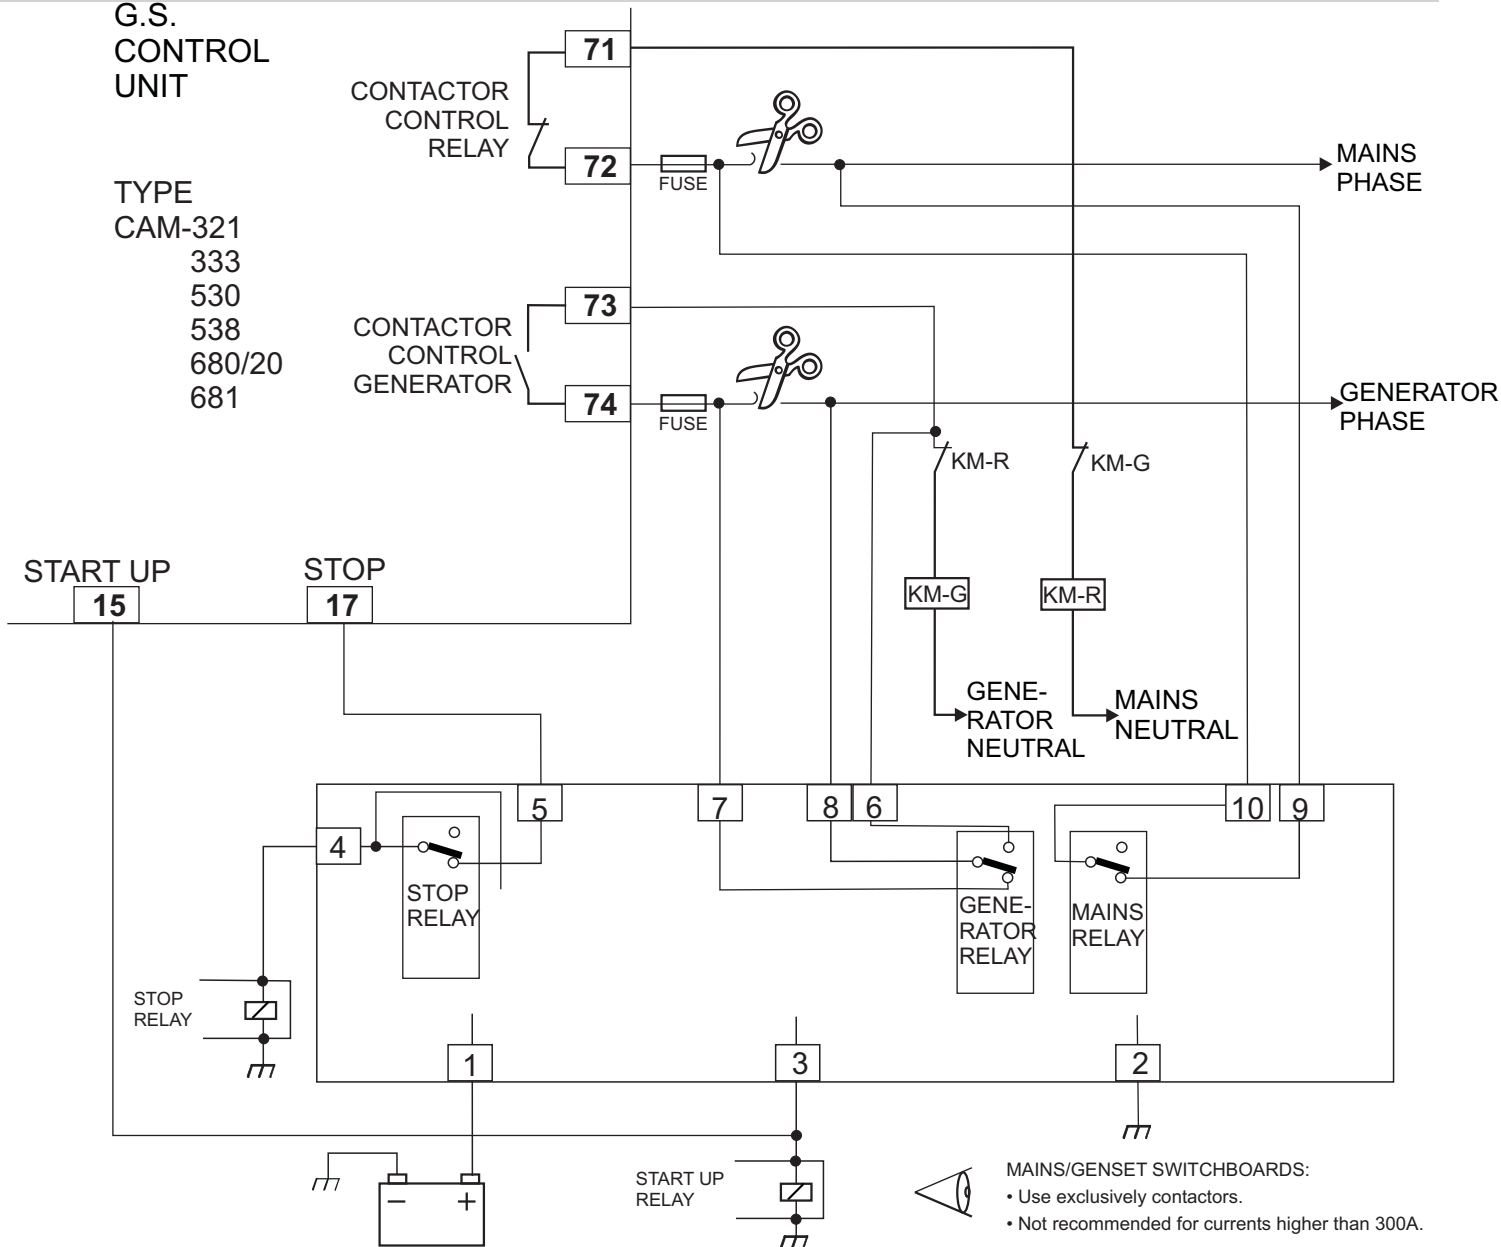 G.S.
CONTROL
UNIT
TYPE
CAM-321
333
530
538
680/20
681
CONTACTOR
CONTROL
RELAY
71
72
FUSE
MAINS
PHASE
CONTACTOR
CONTROL
GENERATOR
73
74
FUSE
GENERATOR
PHASE
KM-R
KM-G
START UP
15
STOP
17
KM-G
KM-R
GENE-
RATOR
NEUTRAL
MAINS
NEUTRAL
5
7
8
6
10
9
4
STOP
RELAY
GENE-
RATOR
RELAY
MAINS
RELAY
STOP
RELAY
1
3
2
− +
START UP
RELAY
MAINS/GENSET SWITCHBOARDS:
• Use exclusively contactors.
• Not recommended for currents higher than 300A.